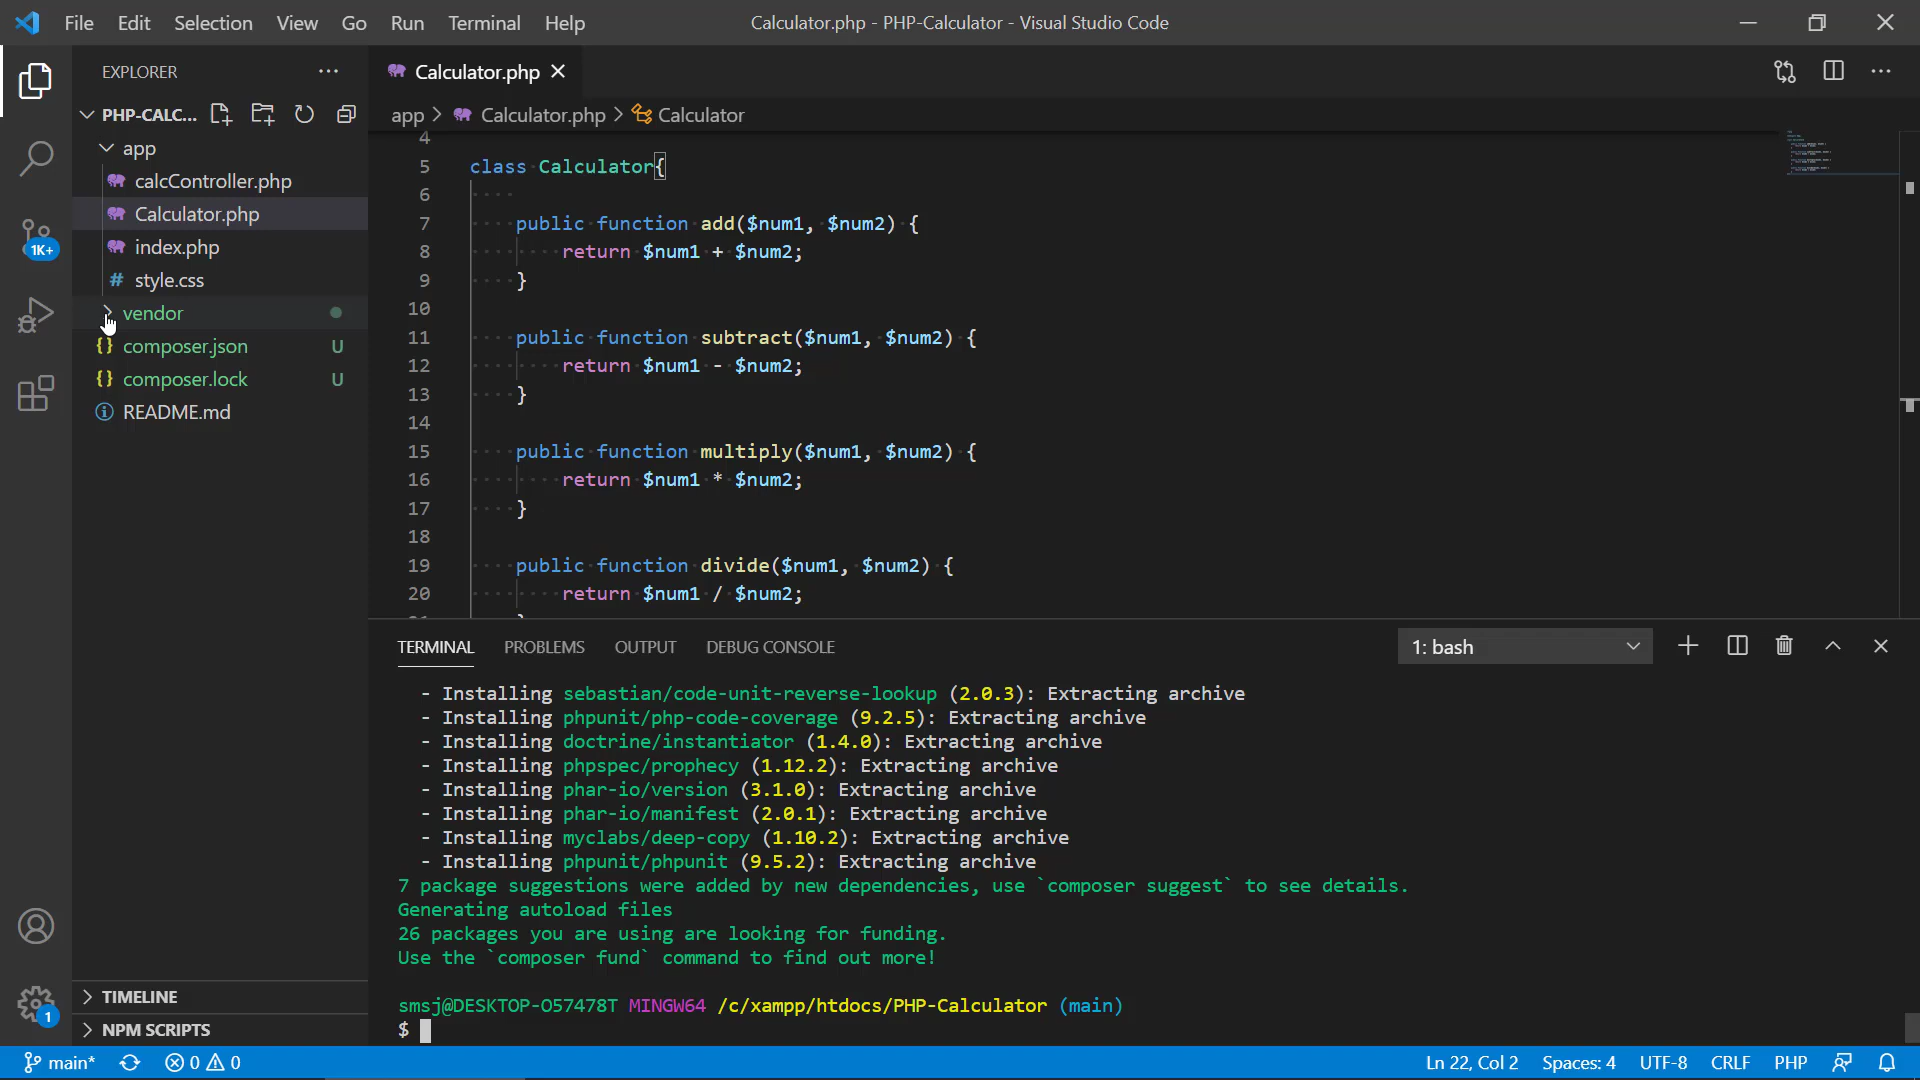 File Edit Selection View Go Run Terminal Help Calculator.php - PHP-Calculator - Visual Studio Code
EXPLORER
PHP-CALC...
app
calcController.php
Calculator.php
index.php
style.css
vendor
composer.json U
composer.lock U
README.md
1K+
1
TIMELINE
NPM SCRIPTS
Calculator.php
app > Calculator.php > Calculator
4
5 class Calculator{
6
7 public function add($num1, $num2) {
8 return $num1 + $num2;
9 }
10
11 public function subtract($num1, $num2) {
12 return $num1 - $num2;
13 }
14
15 public function multiply($num1, $num2) {
16 return $num1 * $num2;
17 }
18
19 public function divide($num1, $num2) {
20 return $num1 / $num2;
TERMINAL PROBLEMS OUTPUT DEBUG CONSOLE 1: bash
- Installing sebastian/code-unit-reverse-lookup (2.0.3): Extracting archive
- Installing phpunit/php-code-coverage (9.2.5): Extracting archive
- Installing doctrine/instantiator (1.4.0): Extracting archive
- Installing phpspec/prophecy (1.12.2): Extracting archive
- Installing phar-io/version (3.1.0): Extracting archive
- Installing phar-io/manifest (2.0.1): Extracting archive
- Installing myclabs/deep-copy (1.10.2): Extracting archive
- Installing phpunit/phpunit (9.5.2): Extracting archive
7 package suggestions were added by new dependencies, use `composer suggest` to see details.
Generating autoload files
26 packages you are using are looking for funding.
Use the `composer fund` command to find out more!
smsj@DESKTOP-O57478T MINGW64 /c/xampp/htdocs/PHP-Calculator (main)
$
main* 0 0 Ln 22, Col 2 Spaces: 4 UTF-8 CRLF PHP